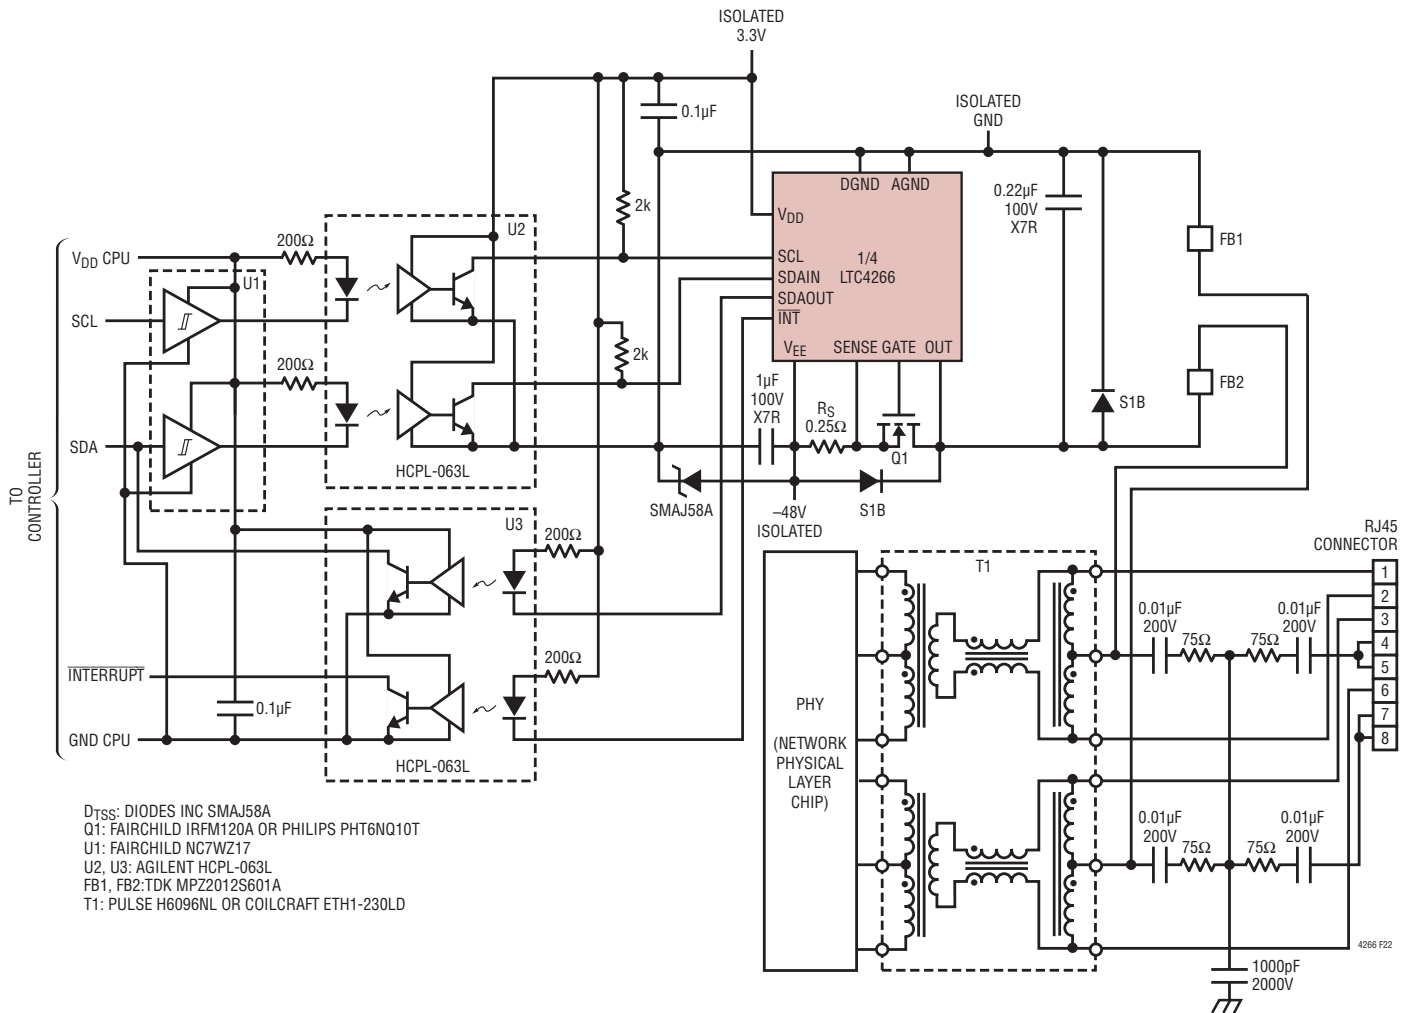 ISOLATED
3.3V
0.1µF
ISOLATED
GND
DGND AGND
0.22µF
100V
X7R
VDD
2k
SCL
SDAIN
SDAOUT
INT
1/4
LTC4266
VEE SENSE GATE OUT
FB1
FB2
S1B
200Ω
U2
VDD CPU
U1
SCL
200Ω
2k
1µF
100V
X7R
RS
0.25Ω
Q1
SDA
HCPL-063L
TO
CONTROLLER
SMAJ58A
–48V
ISOLATED
S1B
U3
200Ω
200Ω
INTERRUPT
0.1µF
GND CPU
HCPL-063L
RJ45
CONNECTOR
T1
1
2
3
4
5
6
7
8
0.01µF
200V
75Ω
75Ω
0.01µF
200V
PHY
(NETWORK
PHYSICAL
LAYER
CHIP)
0.01µF
200V
75Ω
75Ω
0.01µF
200V
DTSS: DIODES INC SMAJ58A
Q1: FAIRCHILD IRFM120A OR PHILIPS PHT6NQ10T
U1: FAIRCHILD NC7WZ17
U2, U3: AGILENT HCPL-063L
FB1, FB2:TDK MPZ2012S601A
T1: PULSE H6096NL OR COILCRAFT ETH1-230LD
4266 F22
1000pF
2000V